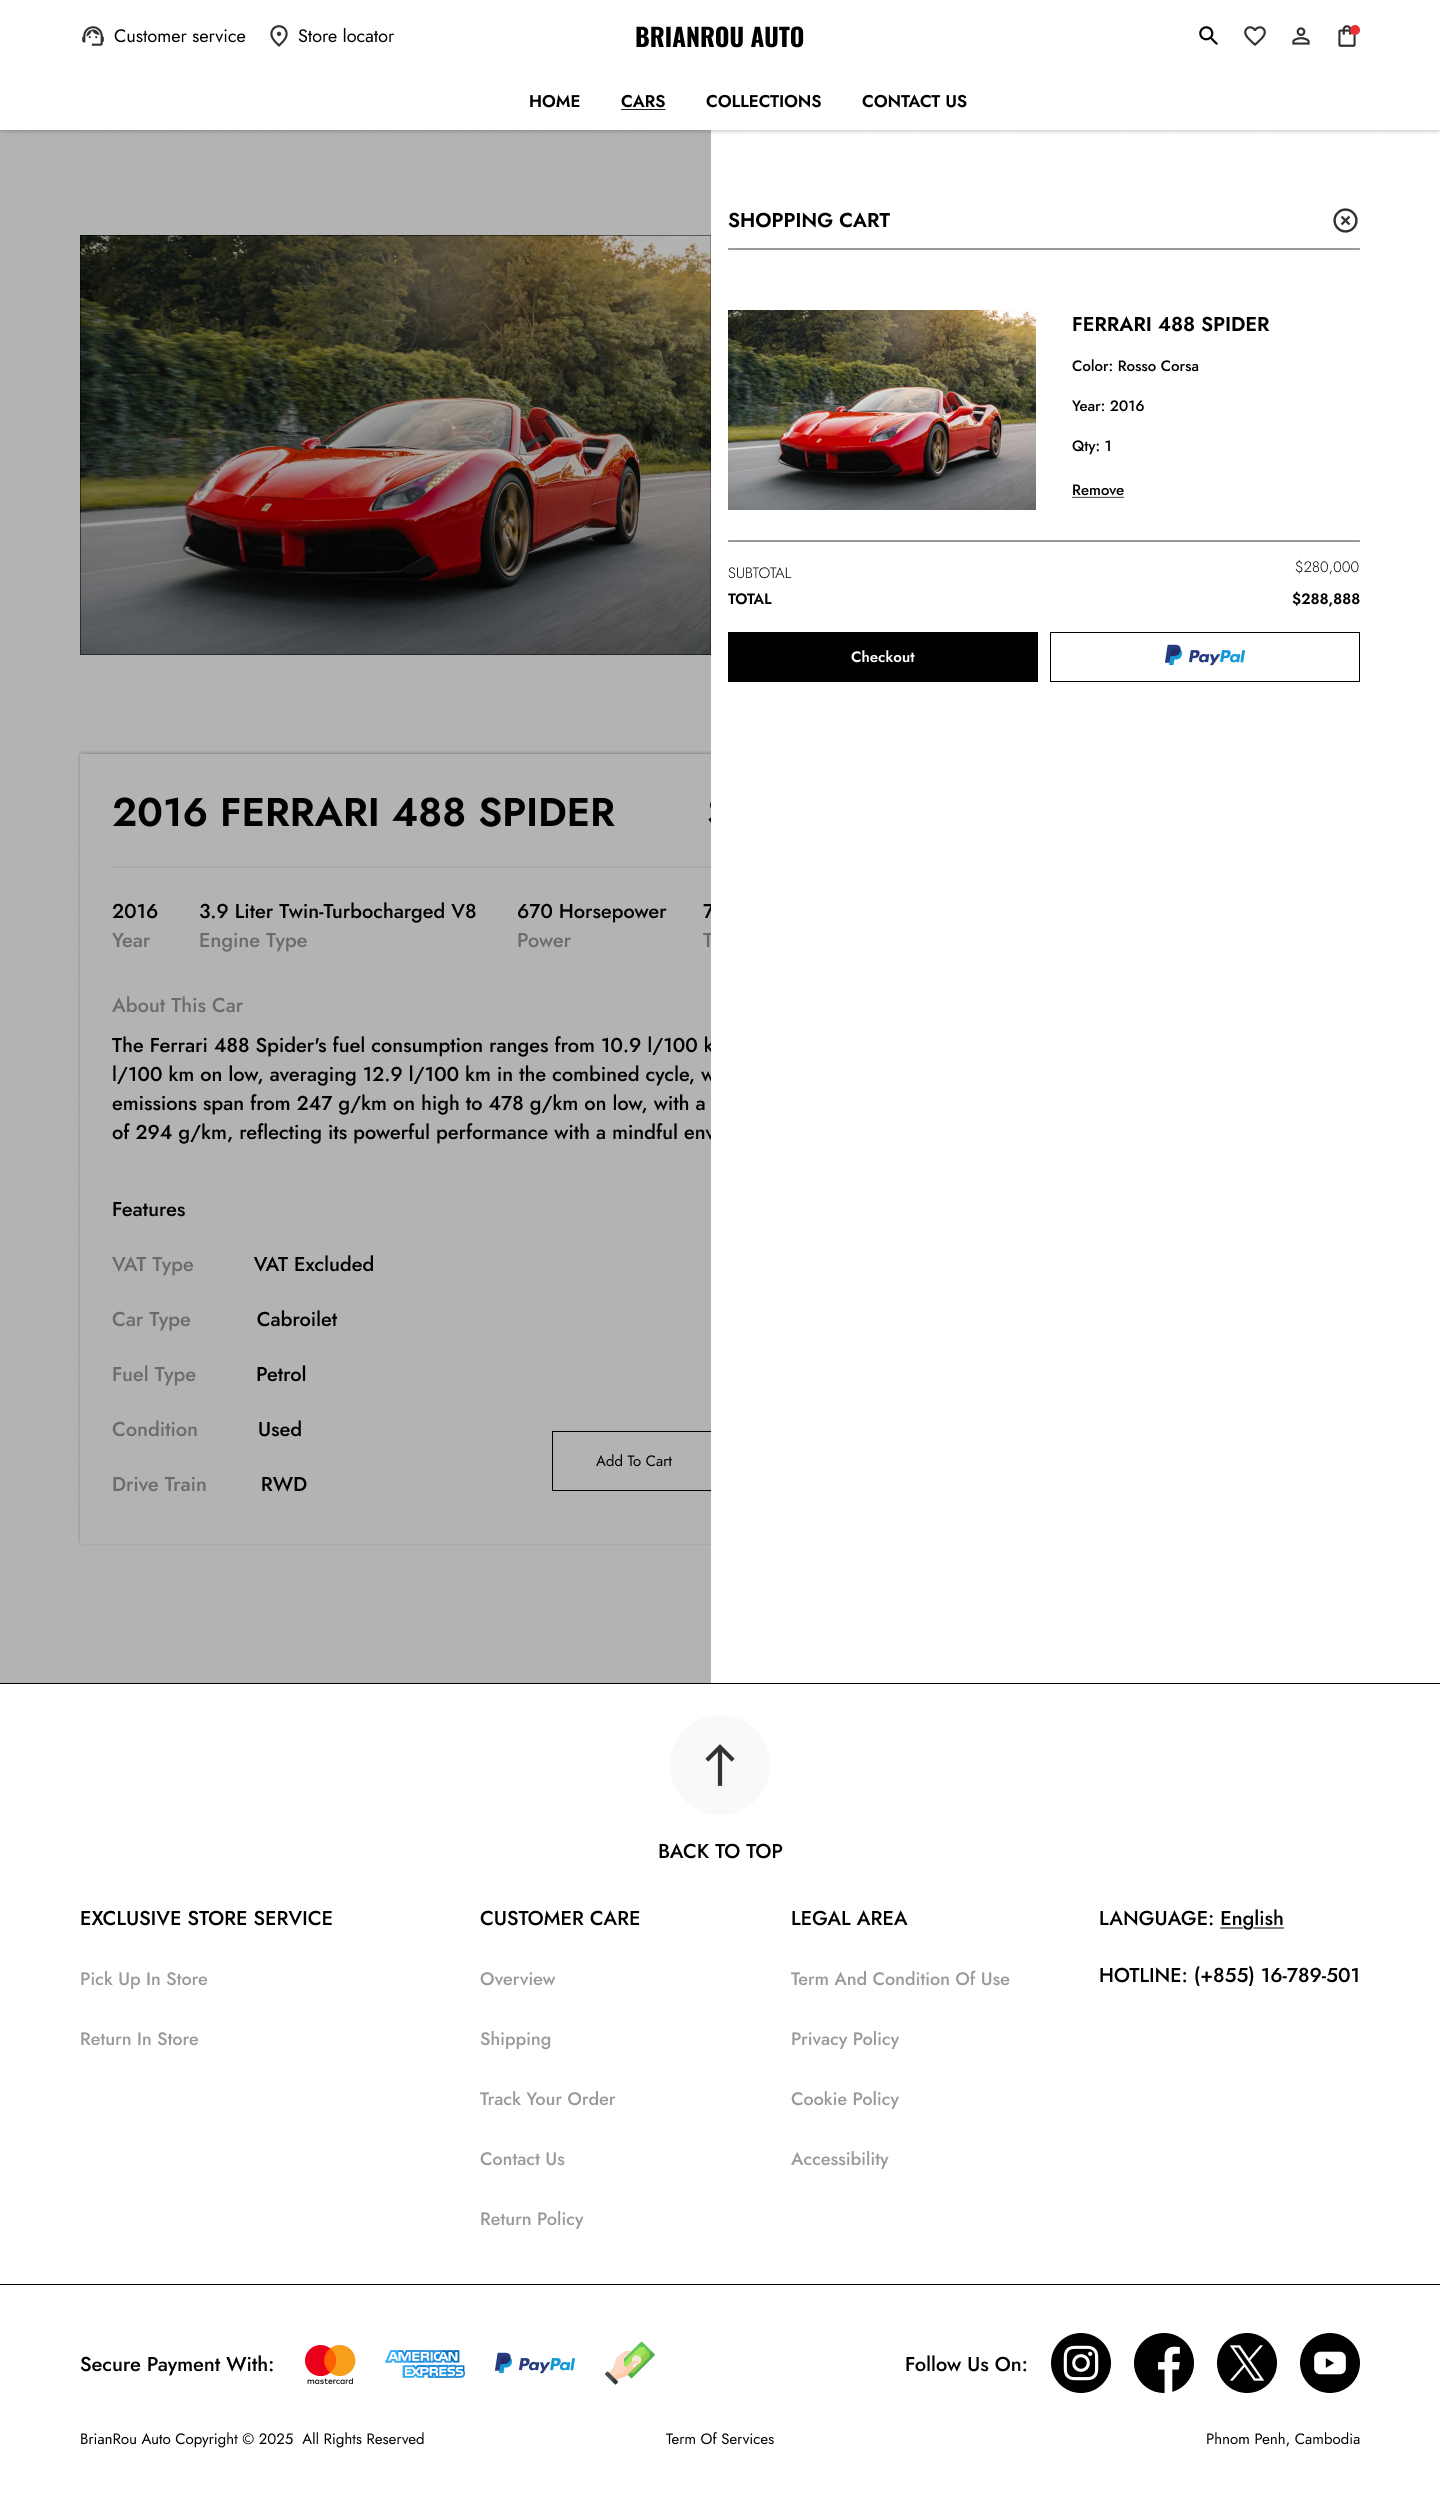 Customer service
Store locator
BRIANROU AUTO
HOME
CARS
COLLECTIONS
CONTACT US
SHOPPING CART
FERRARI 488 SPIDER
Color: Rosso Corsa
Year: 2016
Qty: 1
Remove
SUBTOTAL
$280,000
TOTAL
$288,888
Checkout
PayPal
2016 FERRARI 488 SPIDER
2016
3.9 Liter Twin-Turbocharged V8
670 Horsepower
Year
Engine Type
Power
About This Car
The Ferrari 488 Spider's fuel consumption ranges from 10.9 l/100
l/100 km on low, averaging 12.9 l/100 km in the combined cycle,
emissions span from 247 g/km on high to 478 g/km on low, with a
of 294 g/km, reflecting its powerful performance with a mindful
Features
VAT Type
VAT Excluded
Car Type
Cabroilet
Fuel Type
Petrol
Condition
Used
Drive Train
RWD
Add To Cart
BACK TO TOP
EXCLUSIVE STORE SERVICE
Pick Up In Store
Return In Store
CUSTOMER CARE
Overview
Shipping
Track Your Order
Contact Us
Return Policy
LEGAL AREA
Term And Condition Of Use
Privacy Policy
Cookie Policy
Accessibility
LANGUAGE: English
HOTLINE: (+855) 16-789-501
Secure Payment With:
mastercard
AMERICAN
EXPRESS
PayPal
Follow Us On:
BrianRou Auto Copyright © 2025 All Rights Reserved
Term Of Services
Phnom Penh, Cambodia